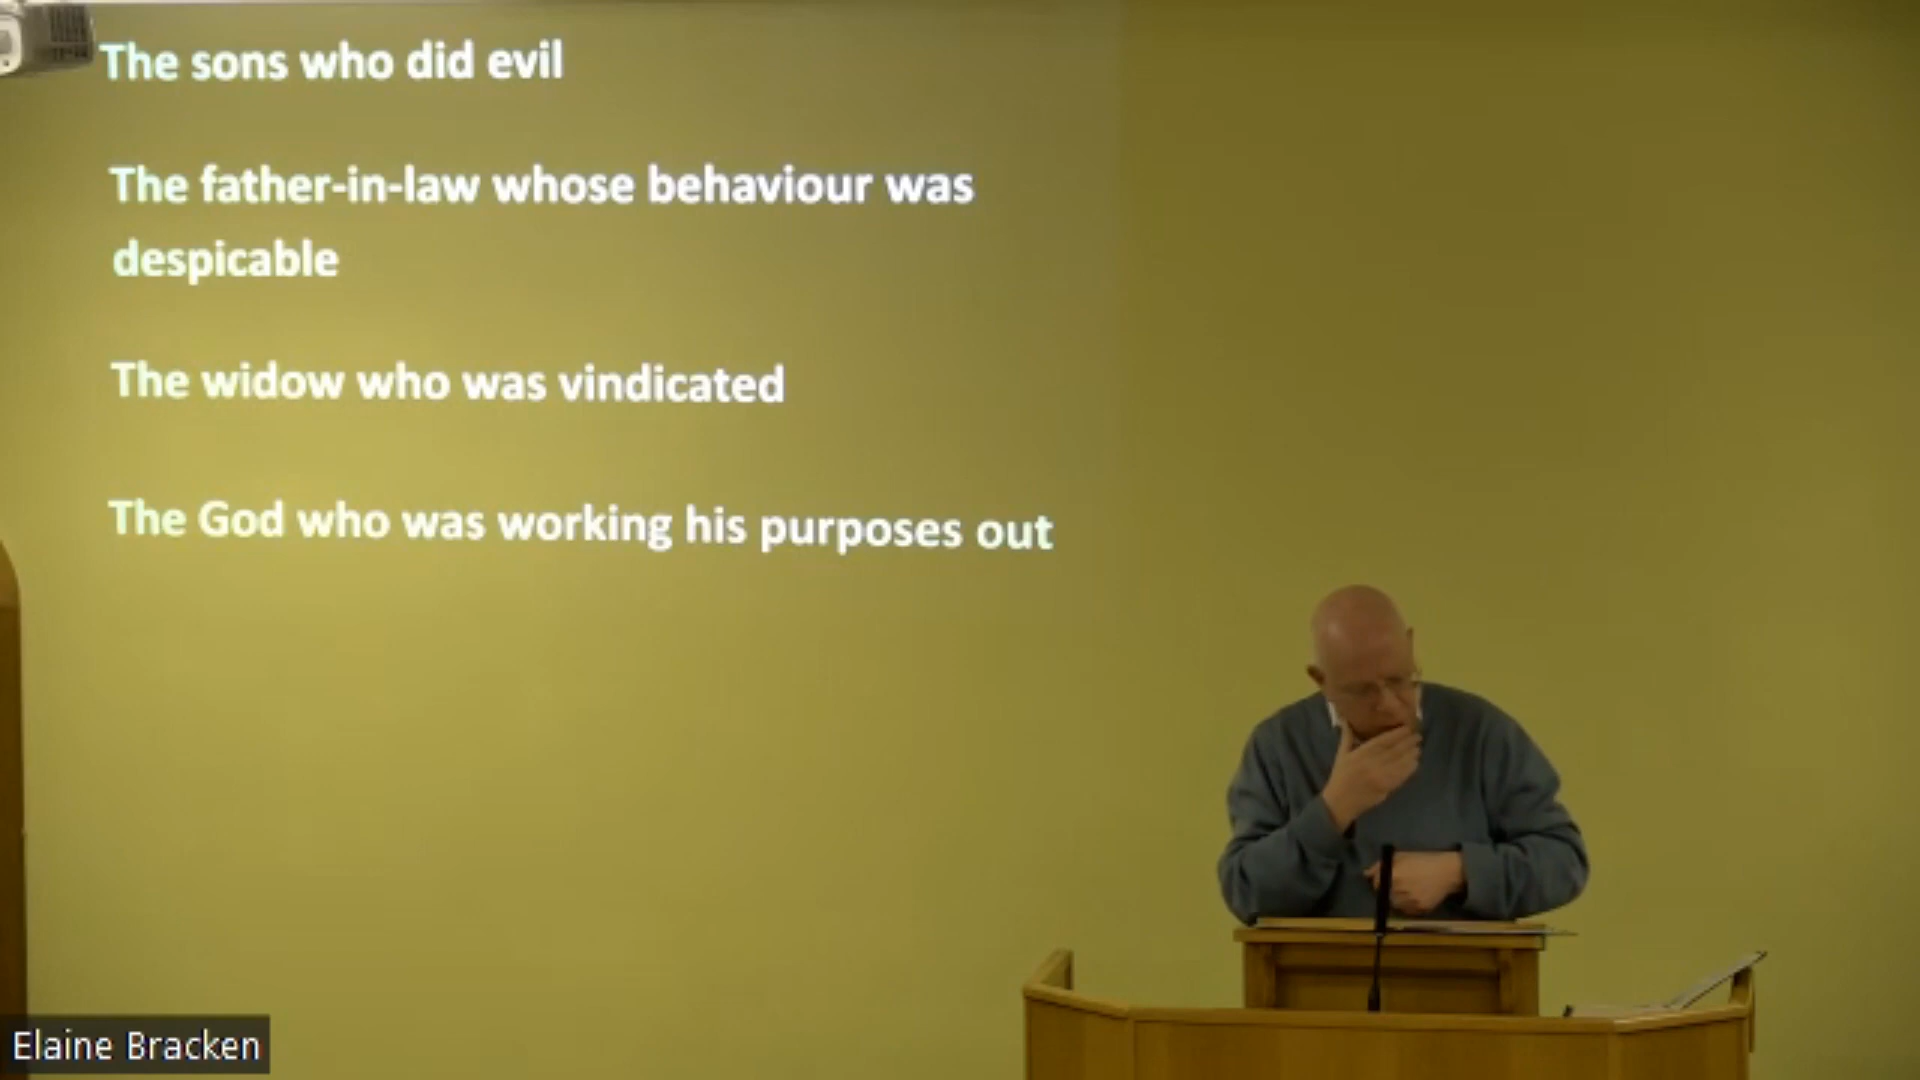 The sons who did evil
The father-in-law whose behaviour was
despicable
The widow who was vindicated
The God who was working his purposes out
Elaine Bracken